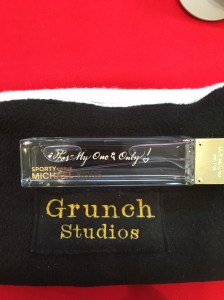 For My One & Only!
SPORTY
MICH
Grunch
Studios